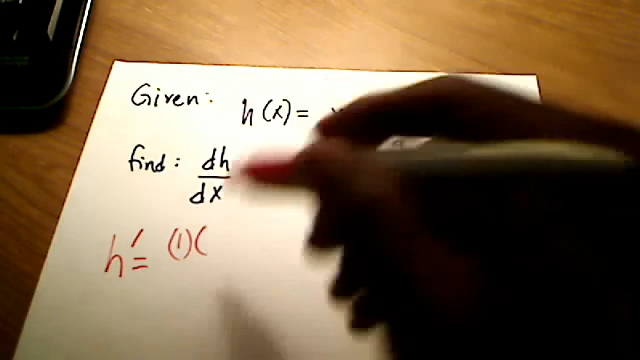 Given: h(x) =
find: dh
dx
h' = (1)(